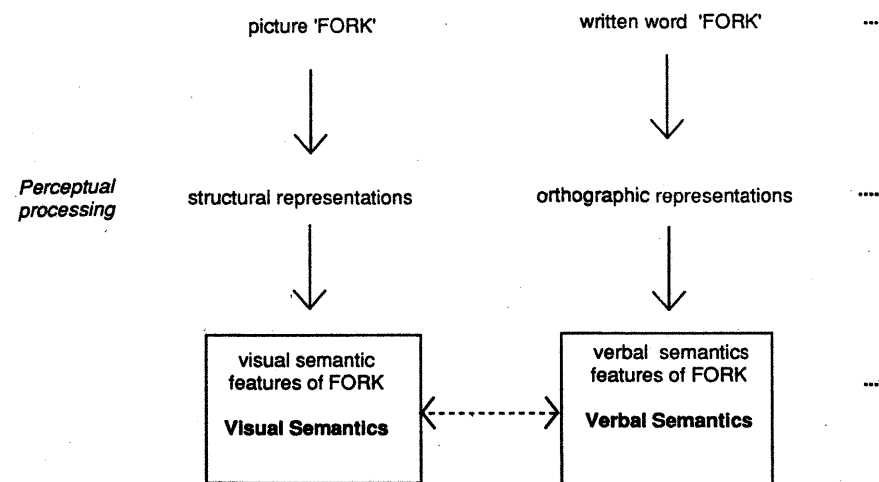 picture 'FORK'
written word 'FORK'
...
Perceptual
processing
structural representations
orthographic representations
....
visual semantic
features of FORK
Visual Semantics
verbal semantics
features of FORK
Verbal Semantics
....